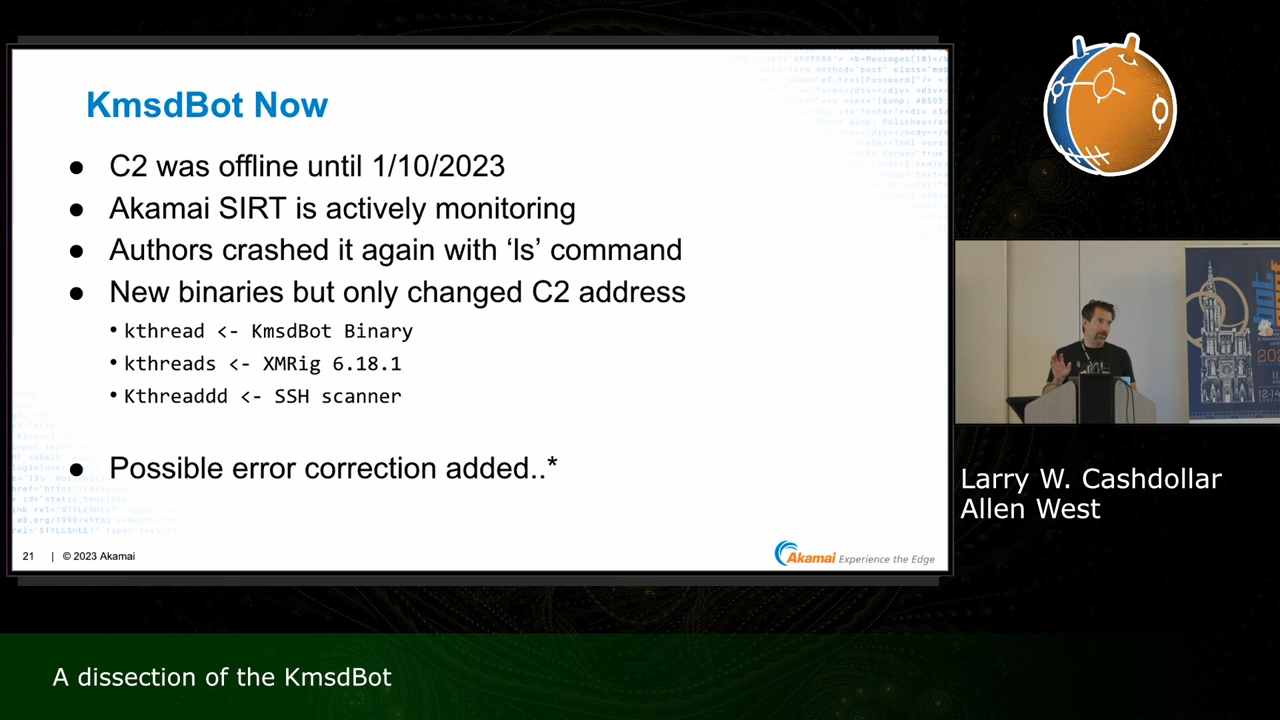 KmsdBot Now
● C2 was offline until 1/10/2023
● Akamai SIRT is actively monitoring
● Authors crashed it again with ‘ls’ command
● New binaries but only changed C2 address
• kthread <- KmsdBot Binary
• kthreads <- XMRig 6.18.1
• Kthreaddd <- SSH scanner
● Possible error correction added..*
21 | © 2023 Akamai
Akamai Experience the Edge
Larry W. Cashdollar
Allen West
A dissection of the KmsdBot